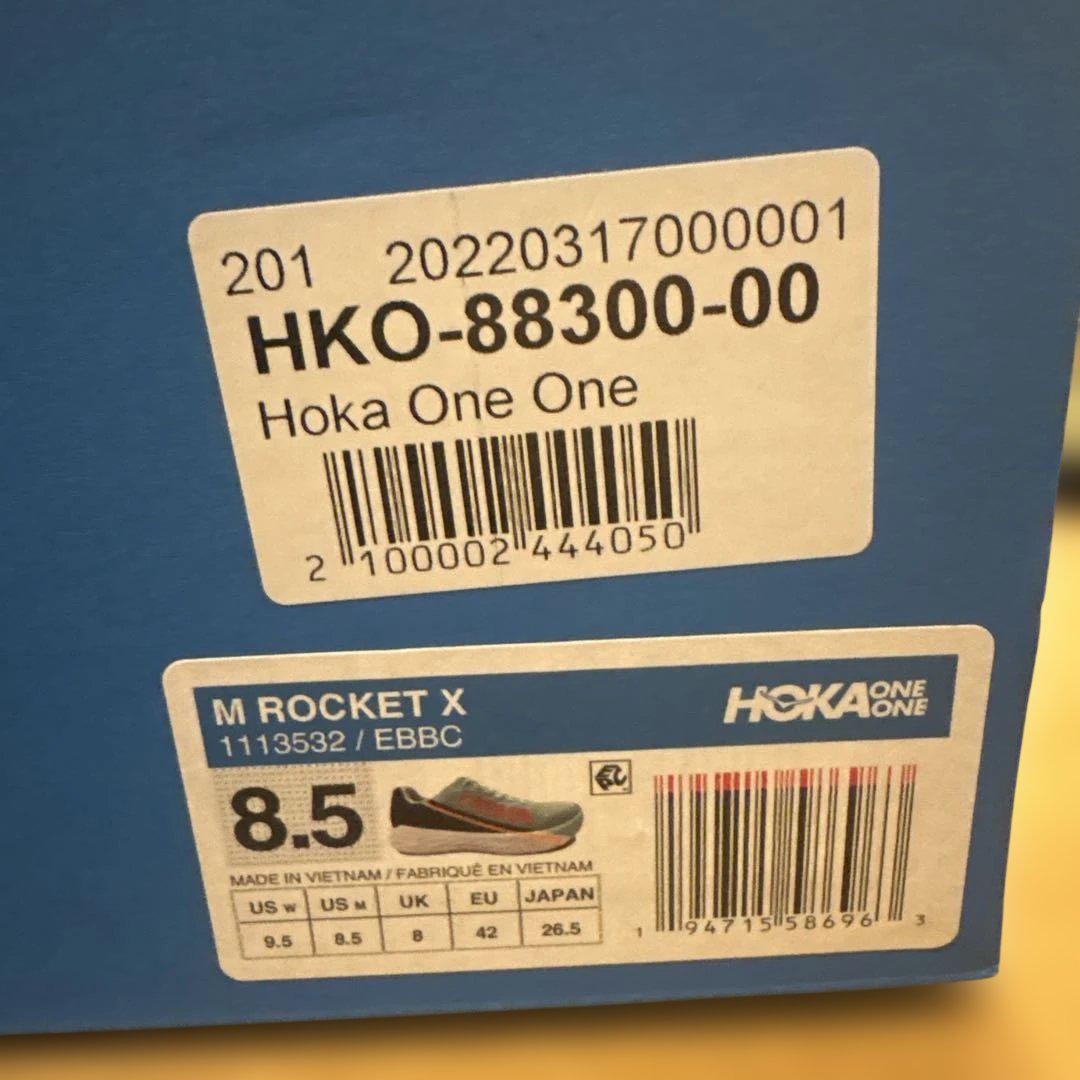 201 20220317000001
HKO-88300-00
Hoka One One
2 100002 444050
M ROCKET X
1113532 / EBBC
HOKA ONE ONE
8.5
MADE IN VIETNAM / FABRIQUÉ EN VIETNAM
US W US M UK EU JAPAN
9.5 8.5 8 42 26.5
1 94715 58696 3